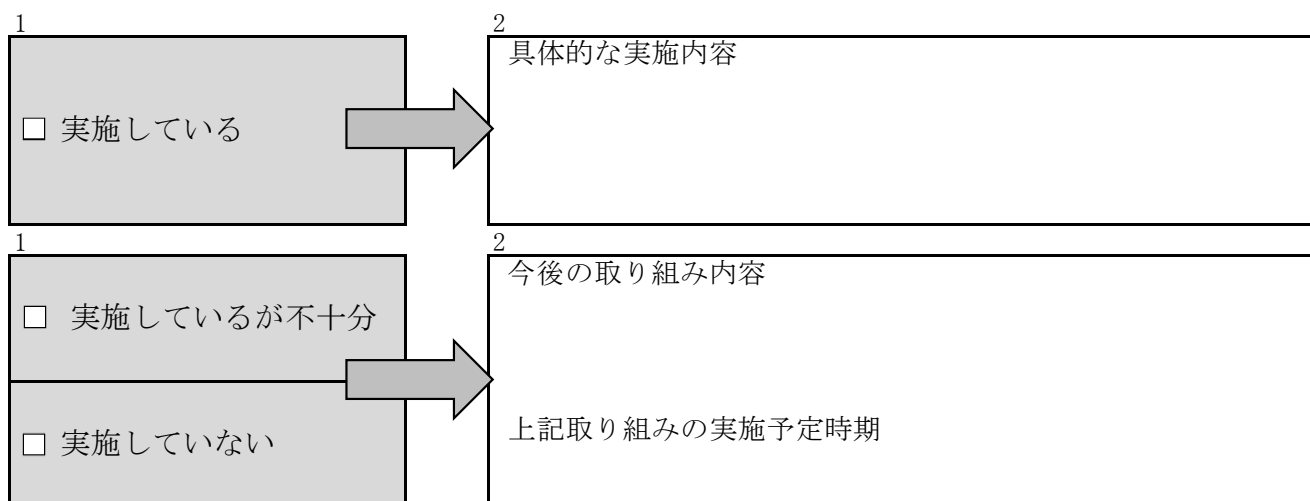 1
2
具体的な実施内容
□ 実施している
1
2
今後の取り組み内容
□ 実施しているが不十分
上記取り組みの実施予定時期
□ 実施していない